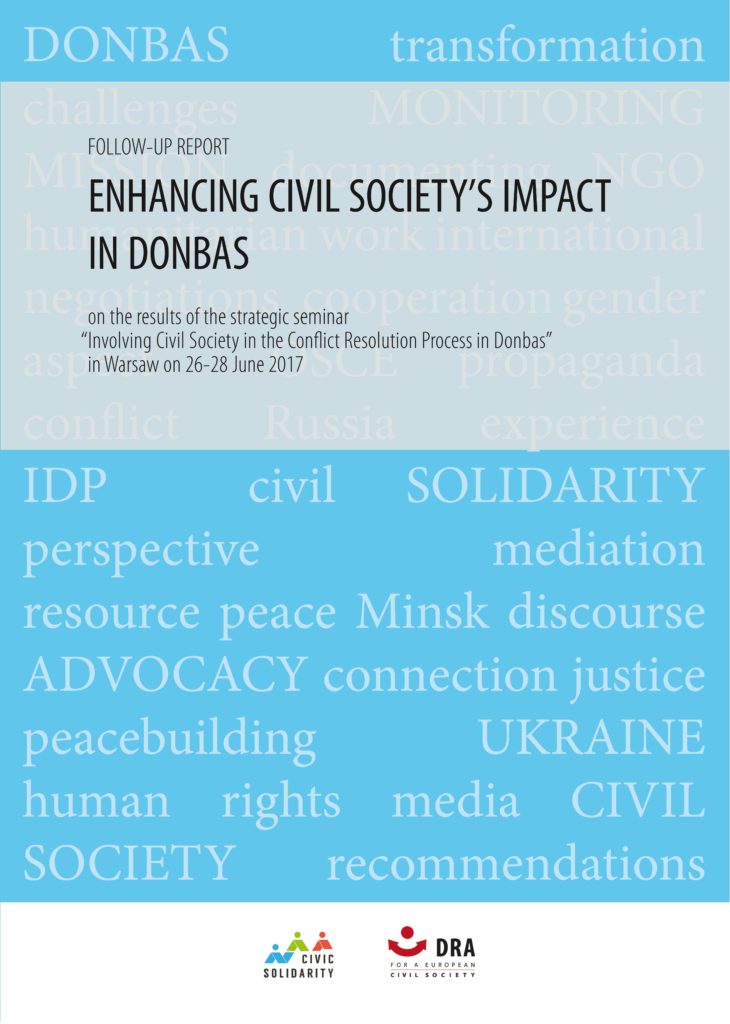 DONBAS transformation
challenges MONITORING
FOLLOW-UP REPORT
MISSION documenting NGO
ENHANCING CIVIL SOCIETY’S IMPACT
humanitarian work international
IN DONBAS
negotiations cooperation gender
on the results of the strategic seminar
“Involving Civil Society in the Conflict Resolution Process in Donbas”
in Warsaw on 26-28 June 2017
OSCE propaganda
conflict Russia experience
IDP civil SOLIDARITY
perspective mediation
resource peace Minsk discourse
ADVOCACY connection justice
peacebuilding UKRAINE
human rights media CIVIL
SOCIETY recommendations
CIVIC
SOLIDARITY
DRA
FOR A EUROPEAN
CIVIL SOCIETY